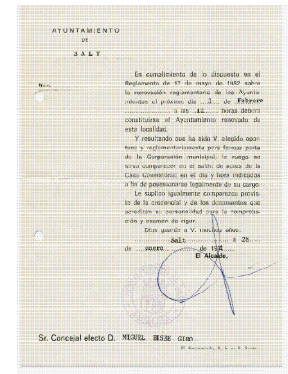 AYUNTAMIENTO
DE
SALT
Núm.
En cumplimiento de lo dispuesto en el
Reglamento de 17 de mayo de 1952 sobre
la renovación reglamentaria de los Ayunta-
mientos el próximo día 3 de Febrero
a las 12 horas deberá
constituirse el Ayuntamiento renovado de
esta localidad.
Y resultando que ha sido V. elegido opor-
tuna y reglamentariamente para formar parte
de la Corporación municipal, le ruego se
sirva comparecer en el salón de actos de la
Casa Consistorial en el día y hora indicados
a fin de posesionarse legalmente de su cargo.
Le suplico igualmente comparezca provis-
to de la credencial y de los documentos que
acrediten su personalidad para la comproba-
ción y examen de rigor.
Dios guarde a V. muchos años.
Salt a 28
de enero de 19
El Alcalde,
Sr. Concejal electo D. MIGUEL BISBE GIRO